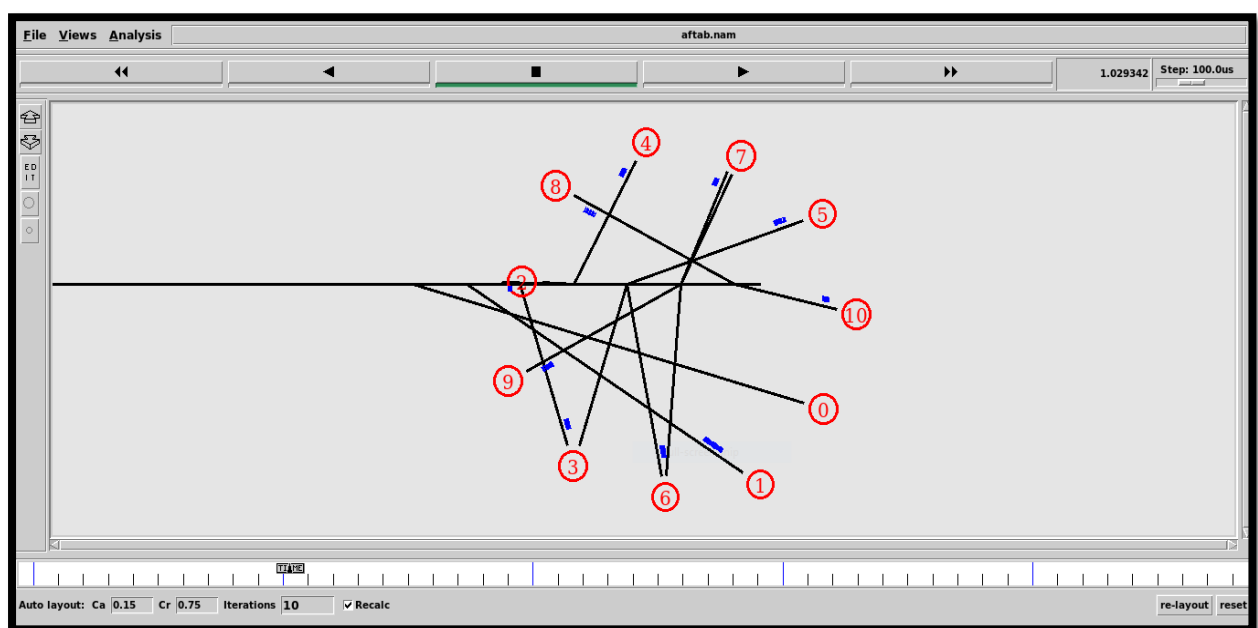 File Views Analysis aftab.nam
1.029342 Step: 100.0us
ED
IT
4
7
8
5
2
10
9
0
3
1
6
TIME
Auto layout: Ca 0.15 Cr 0.75 Iterations 10 Recalc re-layout reset